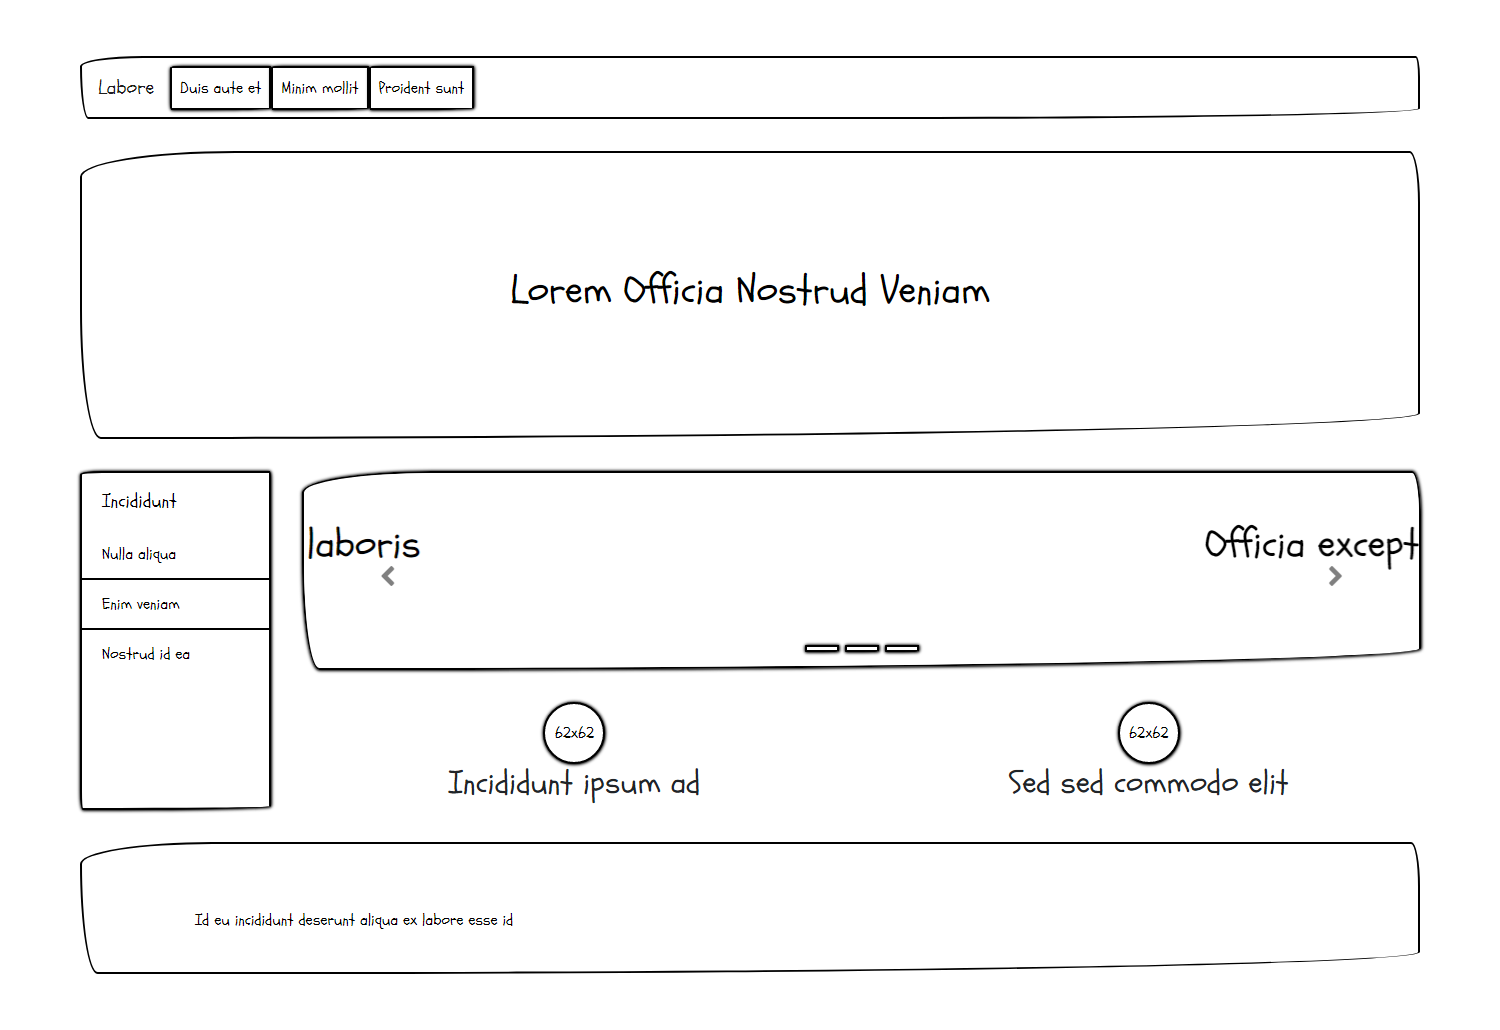 Labore Duis aute et Minim mollit Proident sunt
Lorem Officia Nostrud Veniam
Incididunt
Nulla aliqua
Enim veniam
Nostrud id ea
laboris
Officia except
62x62
Incididunt ipsum ad
62x62
Sed sed commodo elit
Id eu incididunt deserunt aliqua ex labore esse id